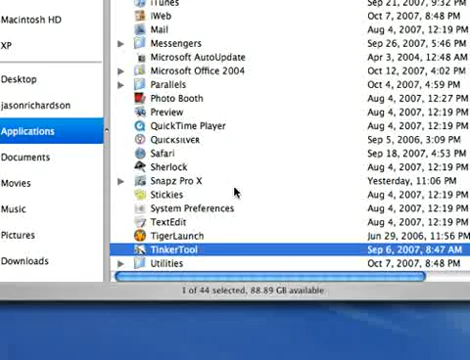 iTunes Sep 21, 2007, 9:32 PM
Macintosh HD
iWeb Oct 7, 2007, 8:48 PM
Mail Aug 4, 2007, 12:19 PM
XP
Messengers Sep 26, 2007, 5:46 PM
Microsoft AutoUpdate Apr 3, 2004, 12:48 AM
Microsoft Office 2004 Oct 12, 2007, 4:02 PM
Desktop
Parallels Oct 4, 2007, 4:59 PM
Photo Booth Aug 4, 2007, 12:27 PM
jasonrichardson
Preview Aug 4, 2007, 12:19 PM
QuickTime Player Aug 4, 2007, 12:19 PM
Applications
Quicksilver Sep 5, 2006, 3:09 PM
Safari Sep 18, 2007, 4:53 PM
Documents
Sherlock Aug 4, 2007, 12:19 PM
Snapz Pro X Yesterday, 11:06 PM
Movies
Stickies Aug 4, 2007, 12:19 PM
System Preferences Aug 4, 2007, 12:19 PM
Music
TextEdit Aug 4, 2007, 12:19 PM
TigerLaunch Jun 29, 2006, 11:56 PM
Pictures
TinkerTool Sep 6, 2007, 8:47 AM
Utilities Oct 7, 2007, 8:48 PM
Downloads
1 of 44 selected, 88.89 GB available